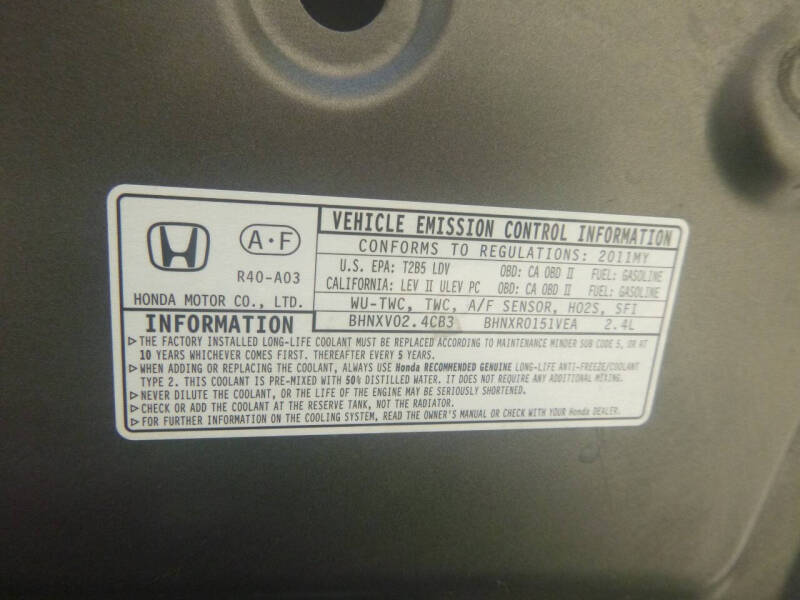 H
A·F
R40-A03
HONDA MOTOR CO., LTD.
VEHICLE EMISSION CONTROL INFORMATION
CONFORMS TO REGULATIONS: 2011MY
U.S. EPA: T2B5 LDV OBD: CA OBD II FUEL: GASOLINE
CALIFORNIA: LEV II ULEV PC OBD: CA OBD II FUEL: GASOLINE
WU-TWC, TWC, A/F SENSOR, HO2S, SFI
BHNXV02.4CB3 BHNXR0151VEA 2.4L
INFORMATION
▷THE FACTORY INSTALLED LONG-LIFE COOLANT MUST BE REPLACED ACCORDING TO MAINTENANCE MINDER SUB CODE 5, OR AT
10 YEARS WHICHEVER COMES FIRST. THEREAFTER EVERY 5 YEARS.
▷WHEN ADDING OR REPLACING THE COOLANT, ALWAYS USE Honda RECOMMENDED GENUINE LONG-LIFE ANTI-FREEZE/COOLANT
TYPE 2. THIS COOLANT IS PRE-MIXED WITH 50% DISTILLED WATER. IT DOES NOT REQUIRE ANY ADDITIONAL MIXING.
▷NEVER DILUTE THE COOLANT, OR THE LIFE OF THE ENGINE MAY BE SERIOUSLY SHORTENED.
▷CHECK OR ADD THE COOLANT AT THE RESERVE TANK, NOT THE RADIATOR.
▷FOR FURTHER INFORMATION ON THE COOLING SYSTEM, READ THE OWNER'S MANUAL OR CHECK WITH YOUR Honda DEALER.